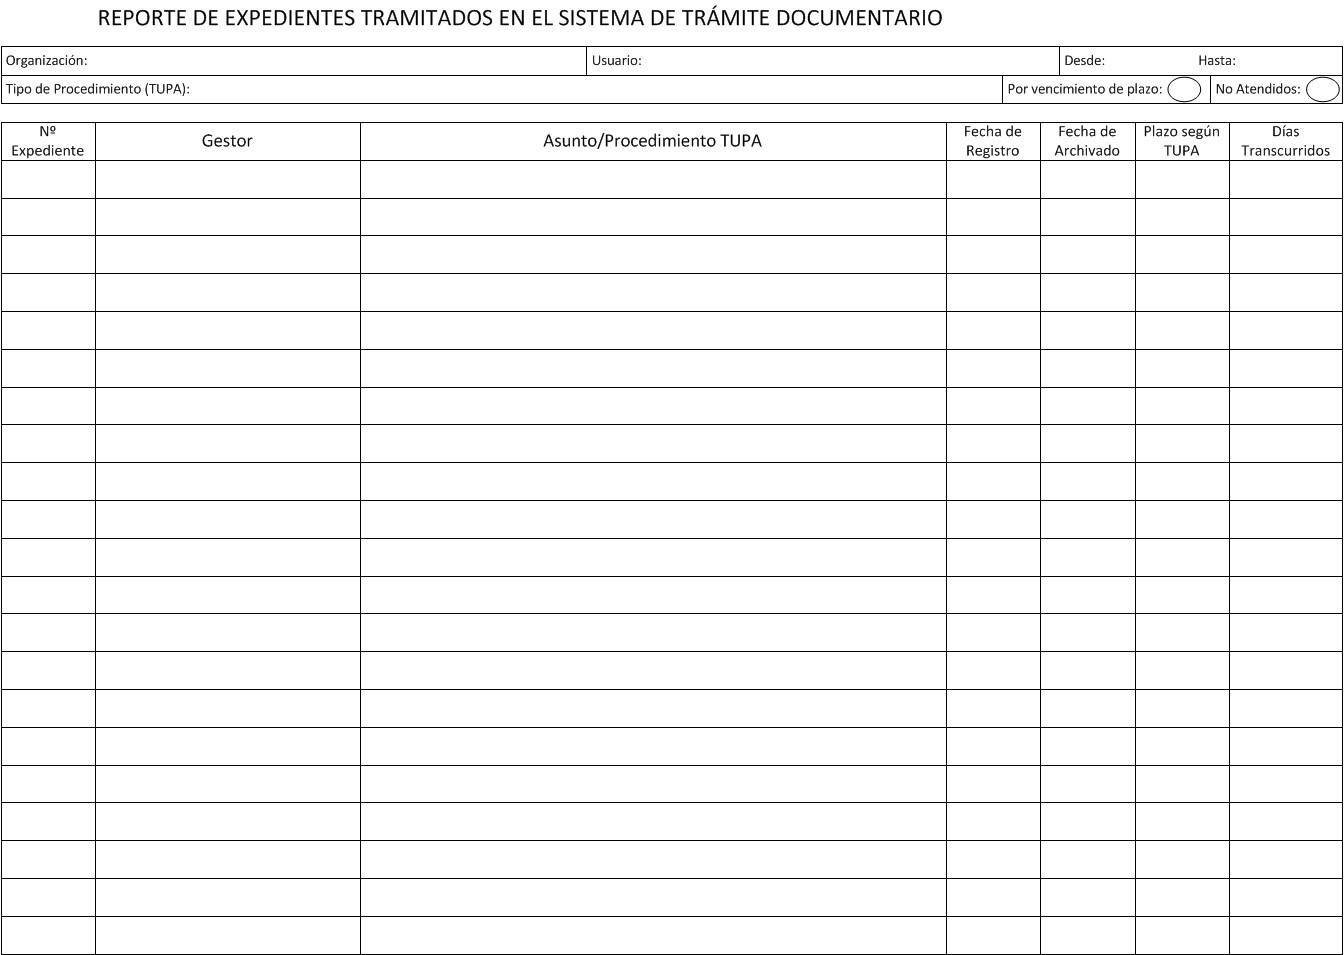 REPORTE DE EXPEDIENTES TRAMITADOS EN EL SISTEMA DE TRÁMITE DOCUMENTARIO
Organización: Usuario: Desde: Hasta:
Tipo de Procedimiento (TUPA): Por vencimiento de plazo: No Atendidos:
Nº Expediente Gestor Asunto/Procedimiento TUPA Fecha de Registro Fecha de Archivado Plazo según TUPA Días Transcurridos